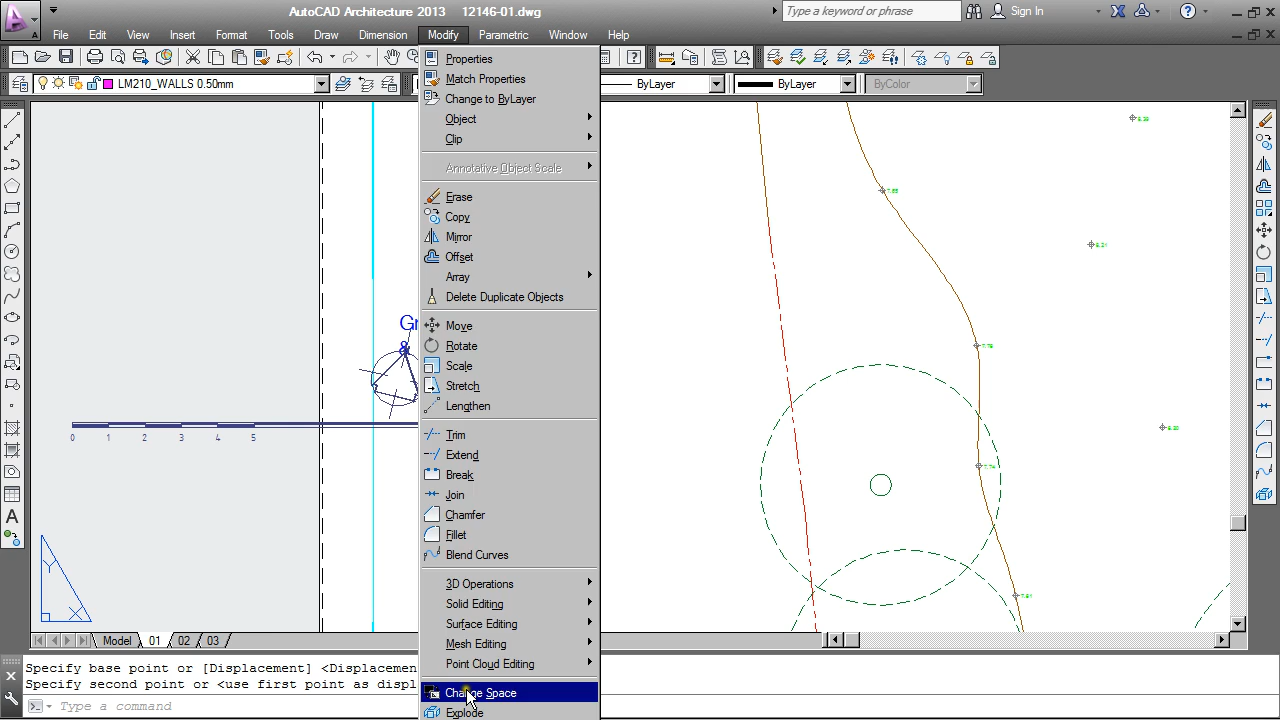 AutoCAD Architecture 2013 12146-01.dwg
Type a keyword or phrase
Sign In
File Edit View Insert Format Tools Draw Dimension Modify Parametric Window Help
LM210_WALLS 0.50mm
ByLayer
ByLayer
ByColor
Properties
Match Properties
Change to ByLayer
Object
Clip
Annotative Object Scale
Erase
Copy
Mirror
Offset
Array
Delete Duplicate Objects
Move
Rotate
Scale
Stretch
Lengthen
Trim
Extend
Break
Join
Chamfer
Fillet
Blend Curves
3D Operations
Solid Editing
Surface Editing
Mesh Editing
Point Cloud Editing
Change Space
Explode
Gr
&
0 1 2 3 4 5
Y
X
Model 01 02 03
Specify base point or [Displacement] <Displacemen
Specify second point or <use first point as displ
Type a command